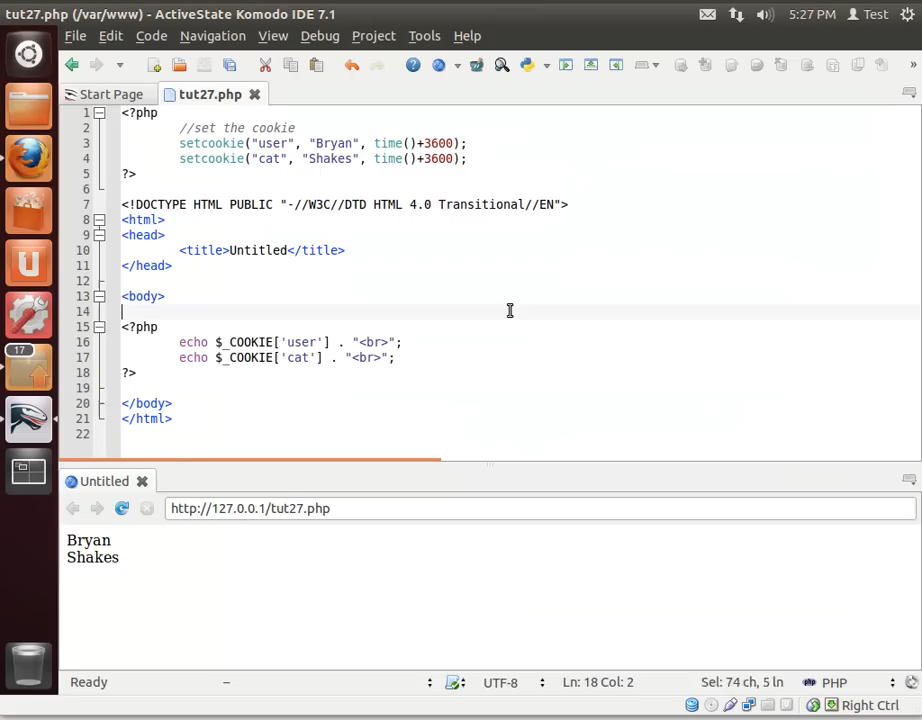 tut27.php (/var/www) - ActiveState Komodo IDE 7.1
5:27 PM
Test
File Edit Code Navigation View Debug Project Tools Help
Start Page
tut27.php
1 <?php
2 //set the cookie
3 setcookie("user", "Bryan", time()+3600);
4 setcookie("cat", "Shakes", time()+3600);
5 ?>
6
7 <!DOCTYPE HTML PUBLIC "-//W3C//DTD HTML 4.0 Transitional//EN">
8 <html>
9 <head>
10 <title>Untitled</title>
11 </head>
12
13 <body>
14
15 <?php
16 echo $_COOKIE['user'] . "<br>";
17 echo $_COOKIE['cat'] . "<br>";
18 ?>
19
20 </body>
21 </html>
22
17
Untitled
http://127.0.0.1/tut27.php
Bryan
Shakes
Ready – UTF-8 Ln: 18 Col: 2 Sel: 74 ch, 5 ln php PHP
Right Ctrl